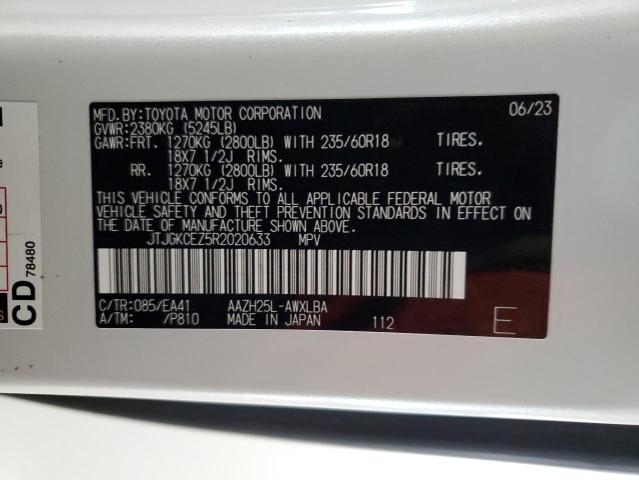 MFD.BY:TOYOTA MOTOR CORPORATION 06/23
GVWR:2380KG (5245LB)
GAWR:FRT. 1270KG (2800LB) WITH 235/60R18 TIRES.
18X7 1/2J RIMS.
RR. 1270KG (2800LB) WITH 235/60R18 TIRES.
18X7 1/2J RIMS.
THIS VEHICLE CONFORMS TO ALL APPLICABLE FEDERAL MOTOR
VEHICLE SAFETY AND THEFT PREVENTION STANDARDS IN EFFECT ON
THE DATE OF MANUFACTURE SHOWN ABOVE.
JTJGKCEZ5R2020633 MPV
C/TR:085/EA41 AAZH25L-AWXLBA
A/TM: /P810 MADE IN JAPAN 112 E
CD 78480